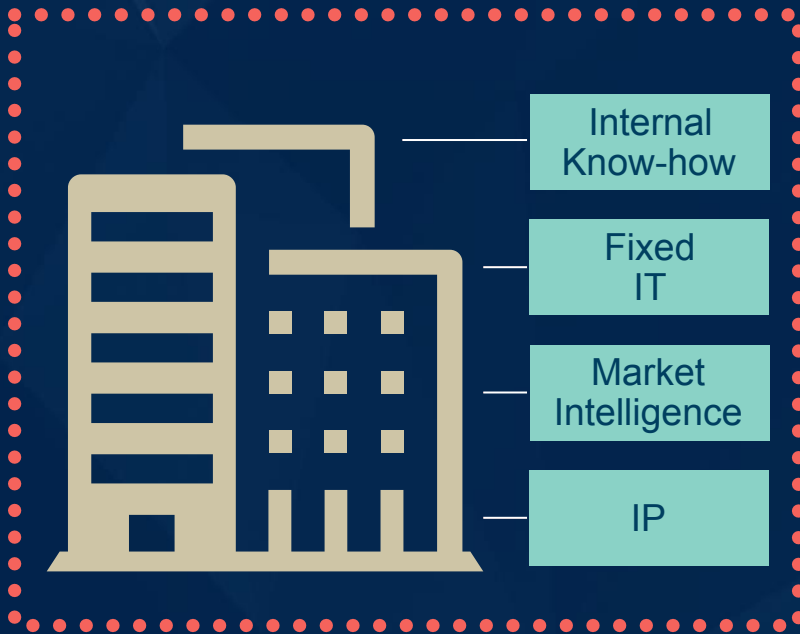 Internal
Know-how
Fixed
IT
Market
Intelligence
IP